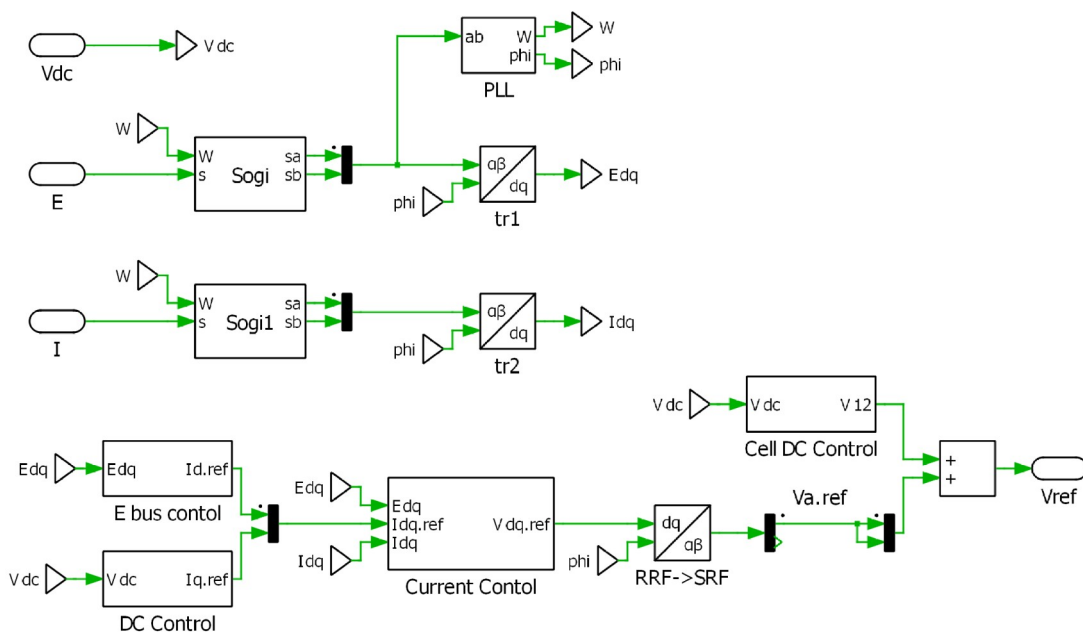 Vdc
Vdc
ab
W
phi
W
phi
PLL
W
W
s
Sogi
sa
sb
E
αβ
dq
phi
tr1
Edq
W
W
s
Sogi1
sa
sb
I
αβ
dq
phi
tr2
Idq
Vdc
Vdc
V12
Cell DC Control
+
+
Vref
Edq
Edq
Id.ref
E bus contol
Vdc
Vdc
Iq.ref
DC Control
Edq
Edq
Idq.ref
Idq
Idq
Vdq.ref
Current Contol
dq
αβ
phi
RRF->SRF
Va.ref